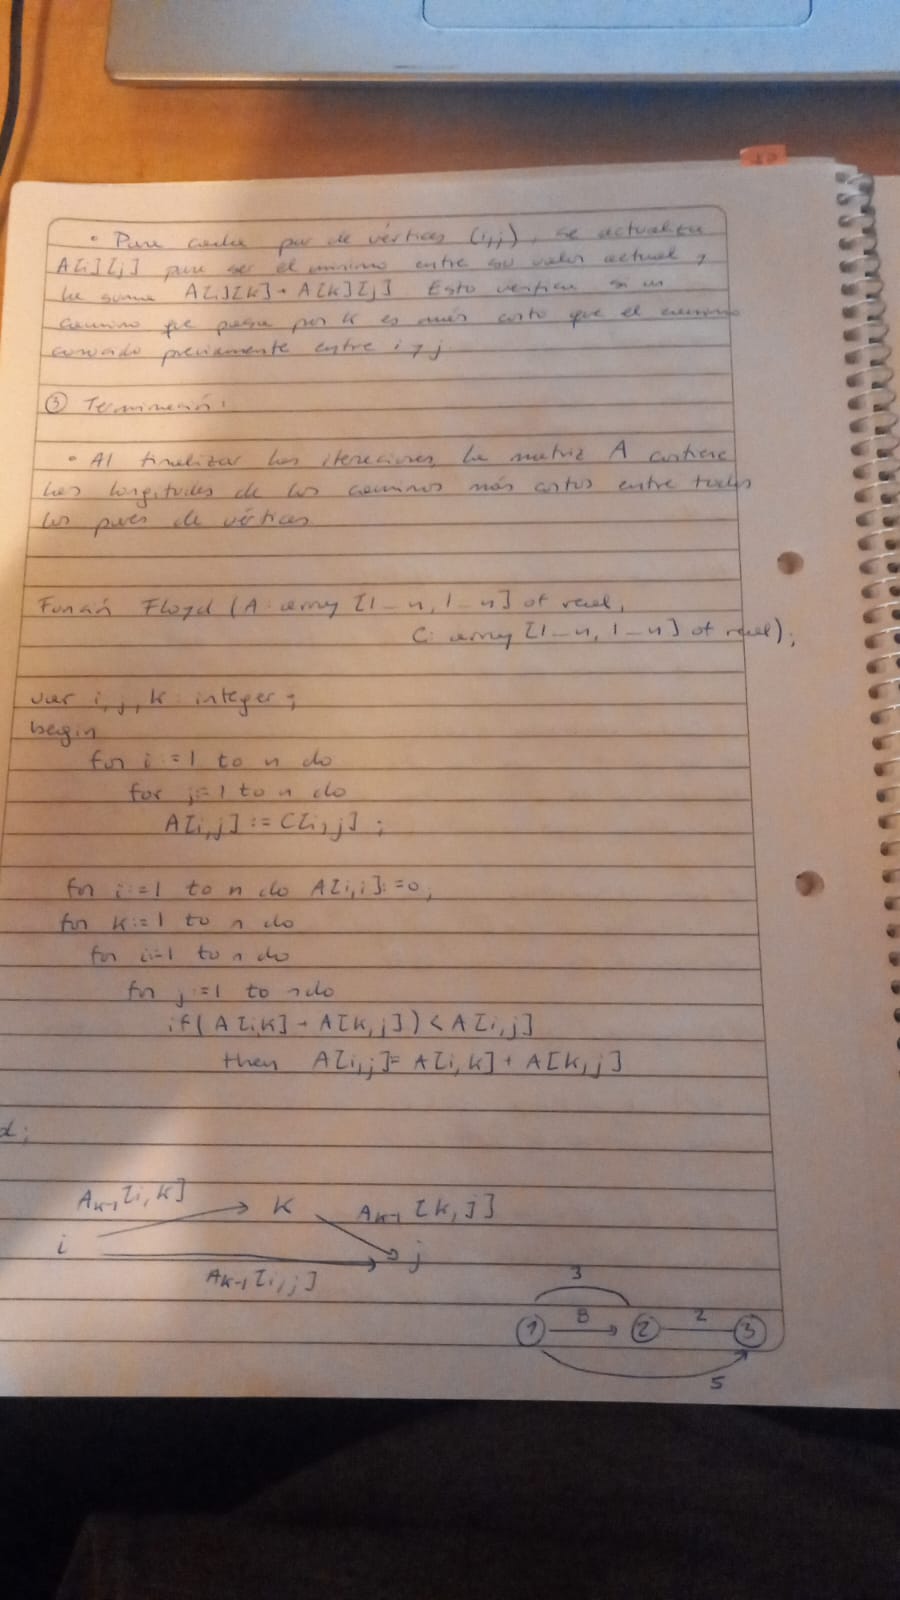 • Para cada par de vértices (i,j), se actualiza
A[i][j] para ser el mínimo entre su valor actual y
la suma A[i][k] + A[k][j]. Esto verifica si un
camino que pasa por k es más corto que el camino
conocido previamente entre i y j
③ Terminación:
• Al finalizar las iteraciones, la matriz A contiene
las longitudes de los caminos más cortos entre todos
los pares de vértices
Función Floyd (A: array [1-n, 1-n] of real,
C: array [1-n, 1-n] of real);
var i, j, k : integer;
begin
for i:=1 to n do
for j:=1 to n do
A[i,j] := C[i,j];
for i:=1 to n do A[i,i]:=0;
for k:=1 to n do
for i:=1 to n do
for j:=1 to n do
if (A[i,k] + A[k,j]) < A[i,j]
then A[i,j]= A[i,k] + A[k,j]
d;
Ak-1 [i,k] k Ak-1 [k,j]
i j
Ak-1 [i,j]
3
1 8 2 2 3
5